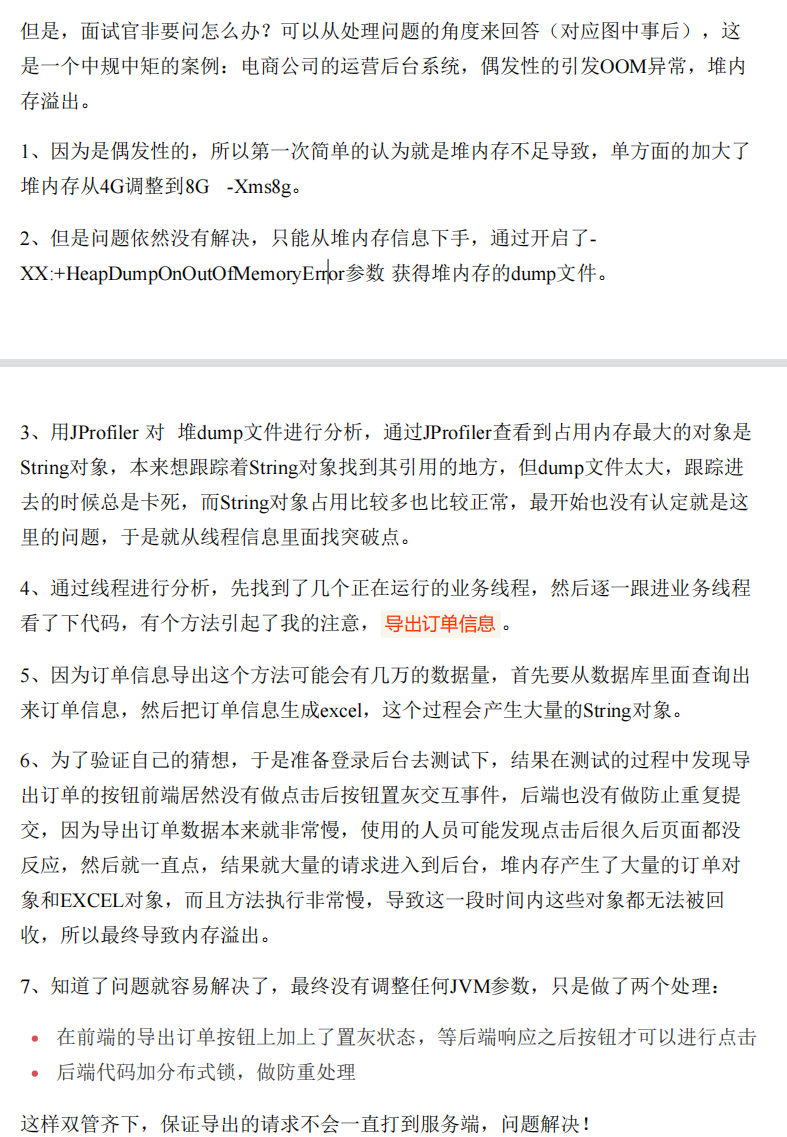 但是，面试官非要问怎么办？可以从处理问题的角度来回答（对应图中事后），这
是一个中规中矩的案例：电商公司的运营后台系统，偶发性的引发OOM异常，堆内
存溢出。
1、因为是偶发性的，所以第一次简单的认为就是堆内存不足导致，单方面的加大了
堆内存从4G调整到8G -Xms8g。
2、但是问题依然没有解决，只能从堆内存信息下手，通过开启了-
XX:+HeapDumpOnOutOfMemoryError参数 获得堆内存的dump文件。
3、用JProfiler 对 堆dump文件进行分析，通过JProfiler查看到占用内存最大的对象是
String对象，本来想跟踪着String对象找到其引用的地方，但dump文件太大，跟踪进
去的时候总是卡死，而String对象占用比较多也比较正常，最开始也没有认定就是这
里的问题，于是就从线程信息里面找突破点。
4、通过线程进行分析，先找到了几个正在运行的业务线程，然后逐一跟进业务线程
看了下代码，有个方法引起了我的注意， 导出订单信息 。
5、因为订单信息导出这个方法可能会有几万的数据量，首先要从数据库里面查询出
来订单信息，然后把订单信息生成excel，这个过程会产生大量的String对象。
6、为了验证自己的猜想，于是准备登录后台去测试下，结果在测试的过程中发现导
出订单的按钮前端居然没有做点击后按钮置灰交互事件，后端也没有做防止重复提
交，因为导出订单数据本来就非常慢，使用的人员可能发现点击后很久后页面都没
反应，然后就一直点，结果就大量的请求进入到后台，堆内存产生了大量的订单对
象和EXCEL对象，而且方法执行非常慢，导致这一段时间内这些对象都无法被回
收，所以最终导致内存溢出。
7、知道了问题就容易解决了，最终没有调整任何JVM参数，只是做了两个处理：
• 在前端的导出订单按钮上加上了置灰状态，等后端响应之后按钮才可以进行点击
• 后端代码加分布式锁，做防重处理
这样双管齐下，保证导出的请求不会一直打到服务端，问题解决！